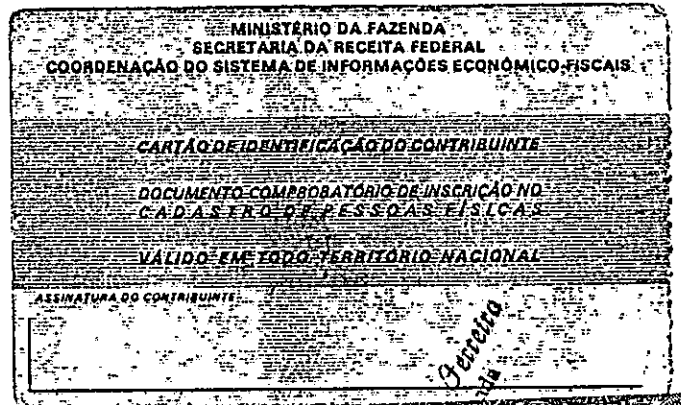 MINISTÉRIO DA FAZENDA
SECRETARIA DA RECEITA FEDERAL
COORDENAÇÃO DO SISTEMA DE INFORMAÇÕES ECONÔMICO-FISCAIS
CARTÃO DE IDENTIFICAÇÃO DO CONTRIBUINTE
DOCUMENTO COMPROBATÓRIO DE INSCRIÇÃO NO
CADASTRO DE PESSOAS FÍSICAS
VÁLIDO EM TODO TERRITÓRIO NACIONAL
ASSINATURA DO CONTRIBUINTE
Ferreira